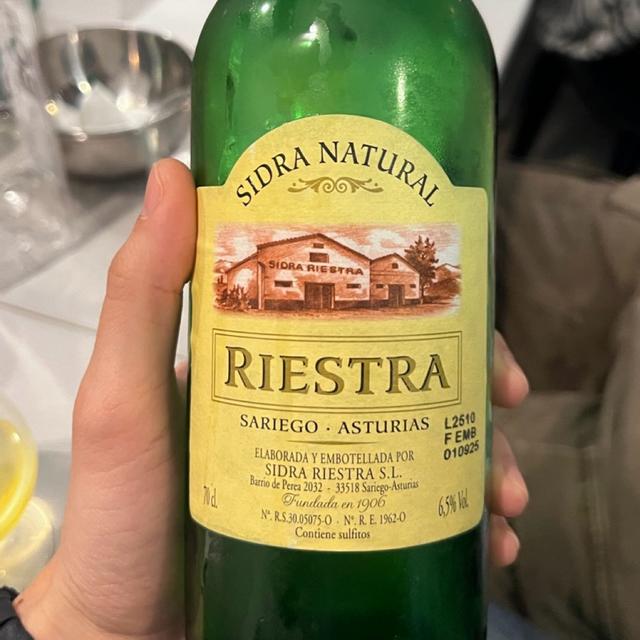 SIDRA NATURAL
SIDRA RIESTRA
RIESTRA
SARIEGO · ASTURIAS
L2510
F EMB
010925
ELABORADA Y EMBOTELLADA POR
SIDRA RIESTRA S.L.
Barrio de Perea 2032 - 33518 Sariego-Asturias
Fundada en 1906
70 cl.
6,5% Vol.
Nº. R.S.30.05075-O · Nº. R. E. 1962-O
Contiene sulfitos